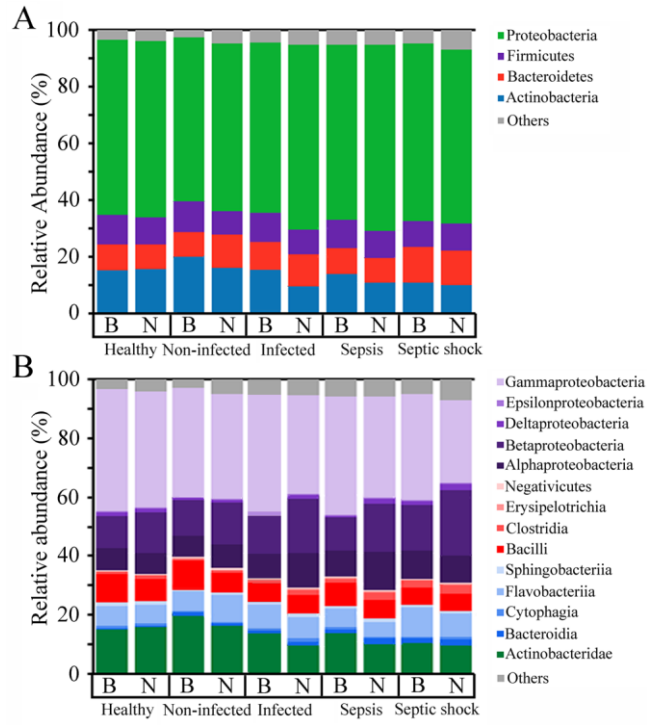 A
Relative Abundance (%)
100
80
60
40
20
0
B N B N B N B N B N
Healthy Non-infected Infected Sepsis Septic shock
Proteobacteria
Firmicutes
Bacteroidetes
Actinobacteria
Others
B
Relative abundance (%)
100
80
60
40
20
0
B N B N B N B N B N
Healthy Non-infected Infected Sepsis Septic shock
Gammaproteobacteria
Epsilonproteobacteria
Deltaproteobacteria
Betaproteobacteria
Alphaproteobacteria
Negativicutes
Erysipelotrichia
Clostridia
Bacilli
Sphingobacteriia
Flavobacteriia
Cytophagia
Bacteroidia
Actinobacteridae
Others